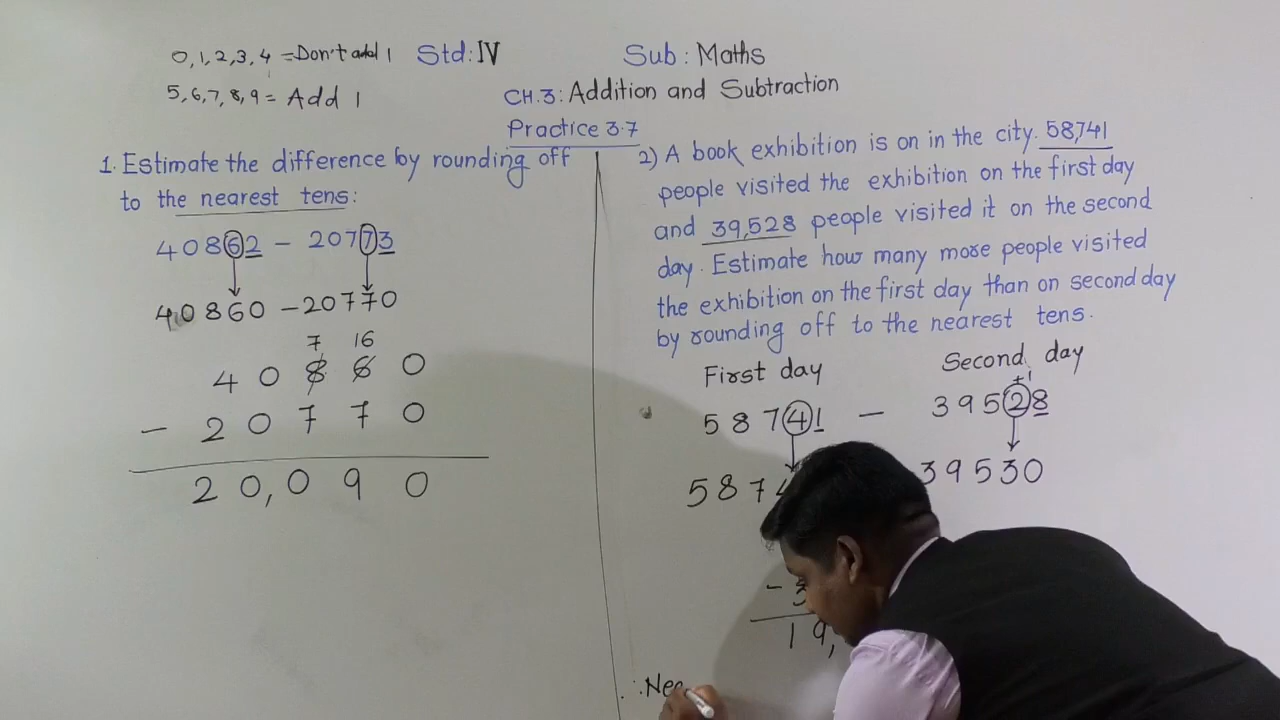 0, 1, 2, 3, 4 = Don't add 1
5, 6, 7, 8, 9 = Add 1
Std: IV
Sub: Maths
CH.3: Addition and Subtraction
Practice 3.7
1. Estimate the difference by rounding off
to the nearest tens:
40862 - 20773
40860 - 20770
7 16
4 0 8 6 0
- 2 0 7 7 0
2 0, 0 9 0
2) A book exhibition is on in the city. 58,741
people visited the exhibition on the first day
and 39,528 people visited it on the second
day. Estimate how many more people visited
the exhibition on the first day than on second day
by rounding off to the nearest tens.
First day Second day
+1
58741 - 39528
5874 39530
- 3
1 9,
∴ Nea